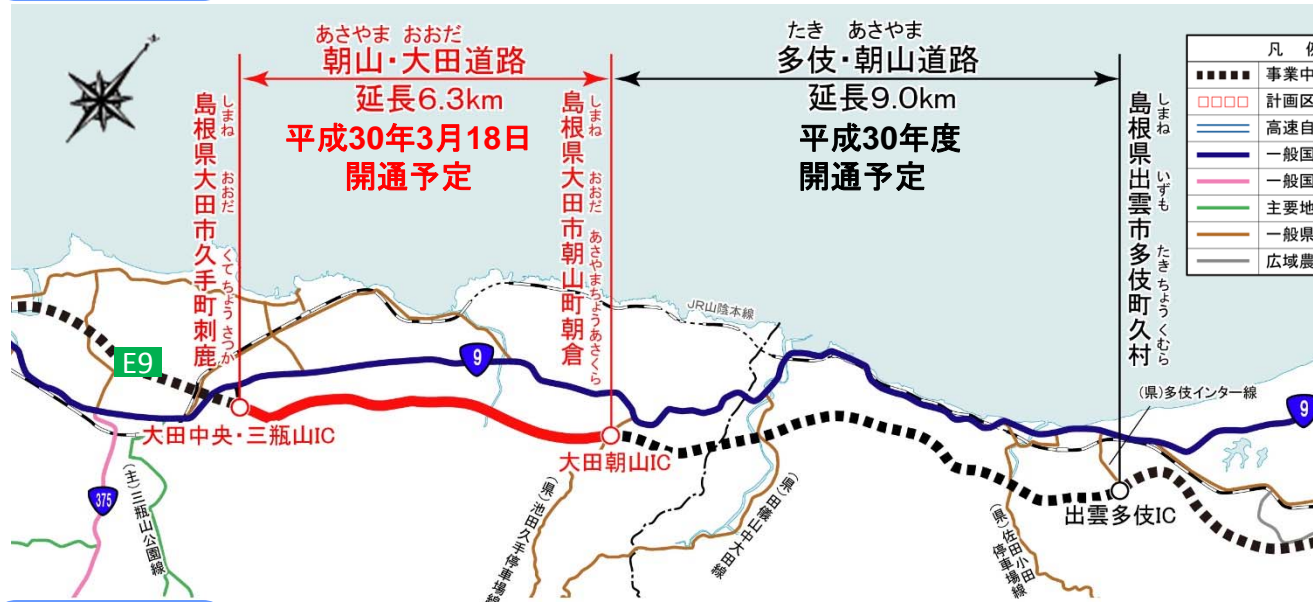 あさやま おおだ
朝山・大田道路
延長6.3km
平成30年3月18日
開通予定
たき あさやま
多伎・朝山道路
延長9.0km
平成30年度
開通予定
しまね おおだ くてちょう さつか
島根県大田市久手町刺鹿
しまね おおだ あさやまちょうあさくら
島根県大田市朝山町朝倉
しまね いずも たきちょう くむら
島根県出雲市多伎町久村
凡
事業中
計画区
高速自
一般国
一般国
主要地
一般県
広域農
JR山陰本線
E9
9
9
375
(県)多伎インター線
大田中央・三瓶山IC
大田朝山IC
出雲多伎IC
(主)三瓶山公園線
(県)池田久手停車場線
(県)田儀山中大田線
(県)佐田小田
停車場線